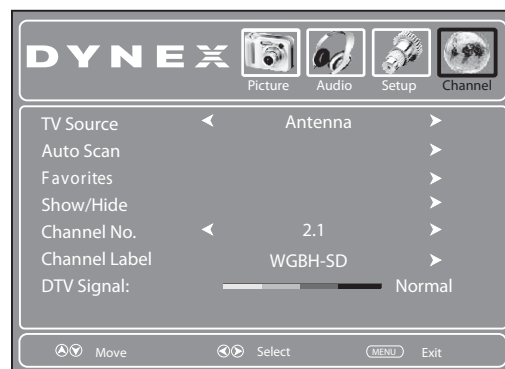 DYNEX
Picture Audio Setup Channel
TV Source Antenna
Auto Scan
Favorites
Show/Hide
Channel No. 2.1
Channel Label WGBH-SD
DTV Signal: Normal
Move Select MENU Exit